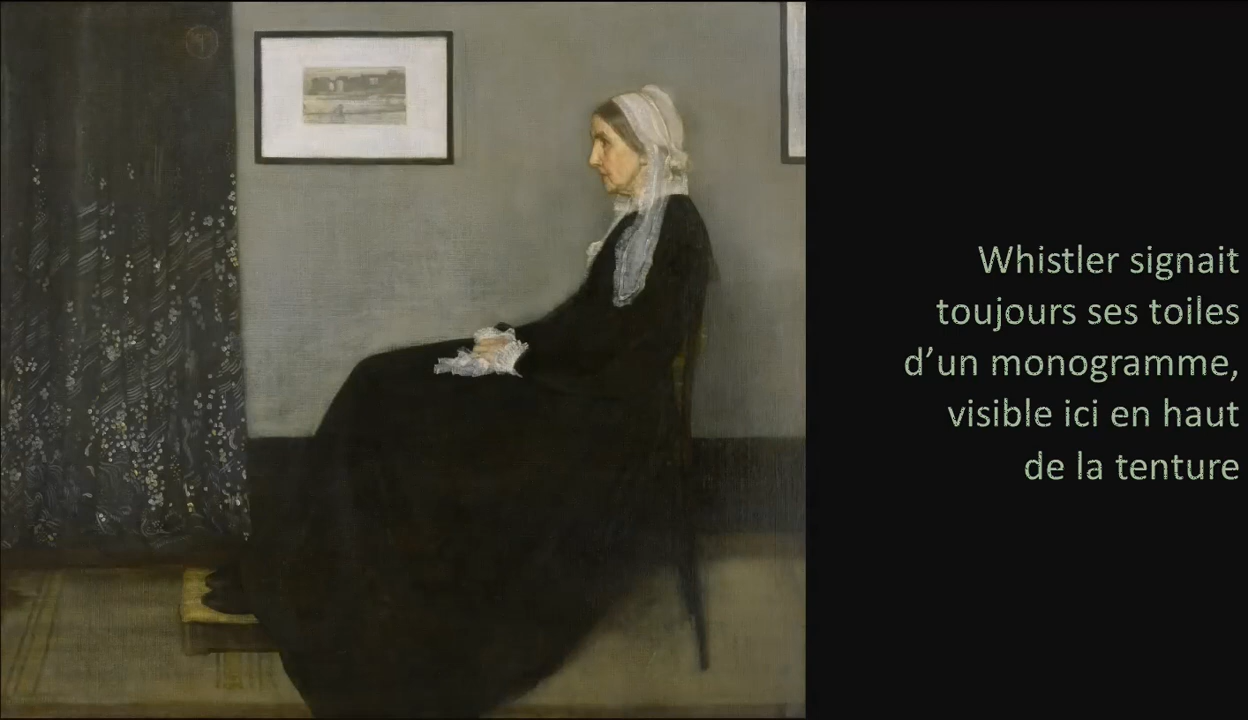 Whistler signait
toujours ses toiles
d’un monogramme,
visible ici en haut
de la tenture